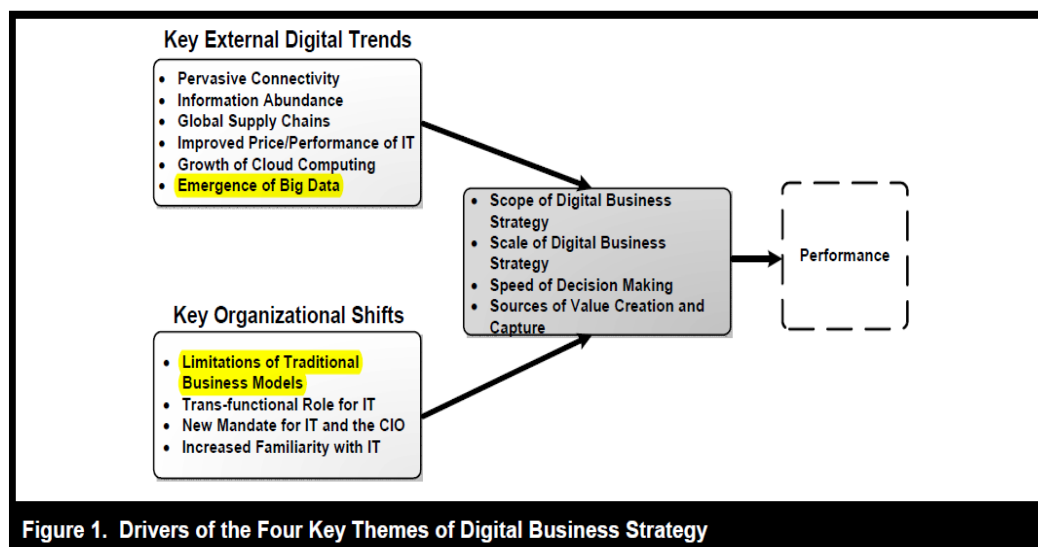 Key External Digital Trends
• Pervasive Connectivity
• Information Abundance
• Global Supply Chains
• Improved Price/Performance of IT
• Growth of Cloud Computing
• Emergence of Big Data
• Scope of Digital Business
Strategy
• Scale of Digital Business
Strategy
• Speed of Decision Making
• Sources of Value Creation and
Capture
Performance
Key Organizational Shifts
• Limitations of Traditional
Business Models
• Trans-functional Role for IT
• New Mandate for IT and the CIO
• Increased Familiarity with IT
Figure 1. Drivers of the Four Key Themes of Digital Business Strategy